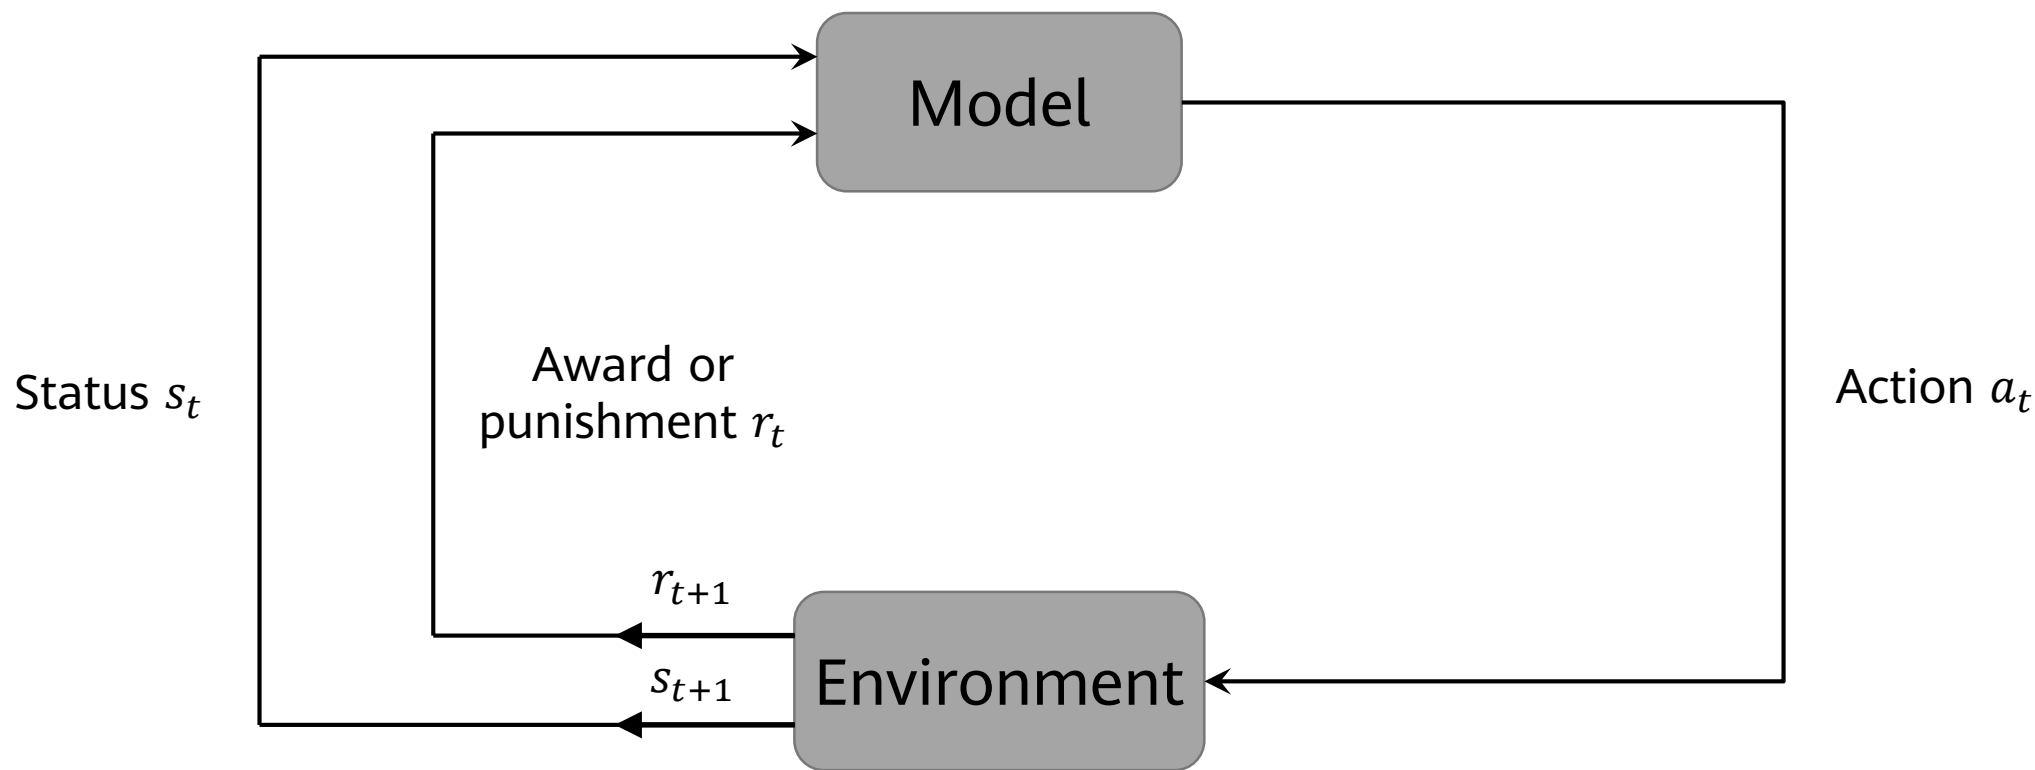 Model
Award or
punishment r_t
Status s_t
Action a_t
r_{t+1}
s_{t+1}
Environment